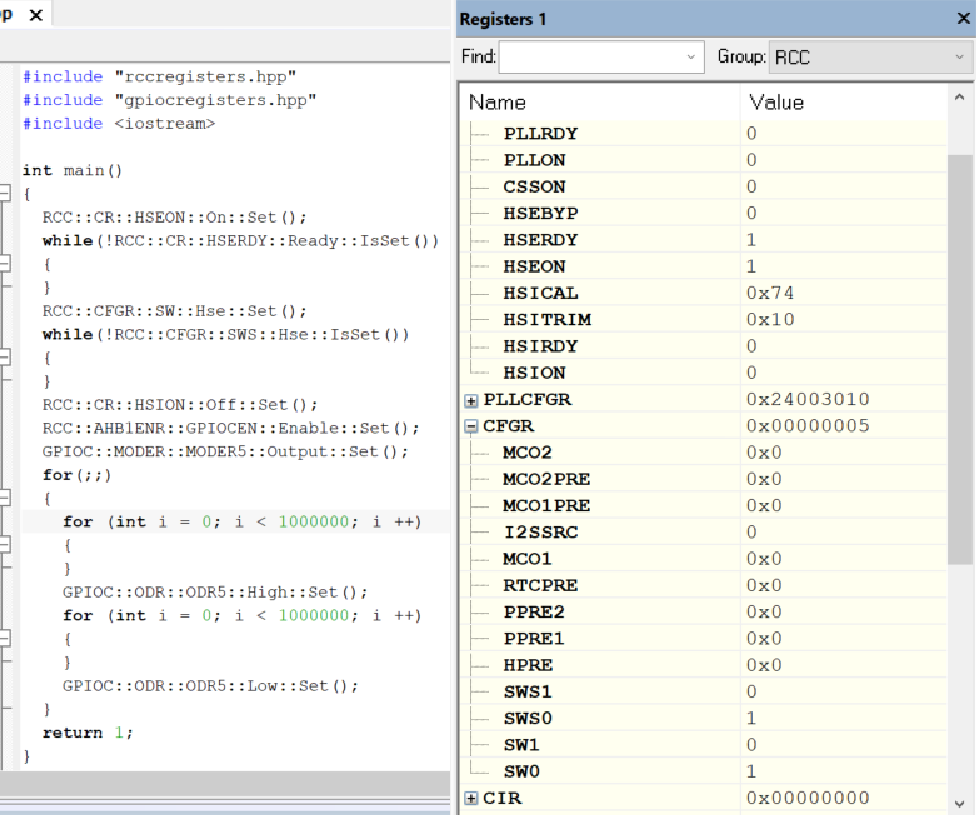 p
#include "rccregisters.hpp"
#include "gpiocregisters.hpp"
#include <iostream>
int main()
{
RCC::CR::HSEON::On::Set();
while(!RCC::CR::HSERDY::Ready::IsSet())
{
}
RCC::CFGR::SW::Hse::Set();
while(!RCC::CFGR::SWS::Hse::IsSet())
{
}
RCC::CR::HSION::Off::Set();
RCC::AHB1ENR::GPIOCEN::Enable::Set();
GPIOC::MODER::MODER5::Output::Set();
for(;;)
{
for (int i = 0; i < 1000000; i ++)
{
}
GPIOC::ODR::ODR5::High::Set();
for (int i = 0; i < 1000000; i ++)
{
}
GPIOC::ODR::ODR5::Low::Set();
}
return 1;
}
Registers 1
Find: Group: RCC
Name Value
PLLRDY 0
PLLON 0
CSSON 0
HSEBYP 0
HSERDY 1
HSEON 1
HSICAL 0x74
HSITRIM 0x10
HSIRDY 0
HSION 0
PLLCFGR 0x24003010
CFGR 0x00000005
MCO2 0x0
MCO2PRE 0x0
MCO1PRE 0x0
I2SSRC 0
MCO1 0x0
RTCPRE 0x0
PPRE2 0x0
PPRE1 0x0
HPRE 0x0
SWS1 0
SWS0 1
SW1 0
SW0 1
CIR 0x00000000